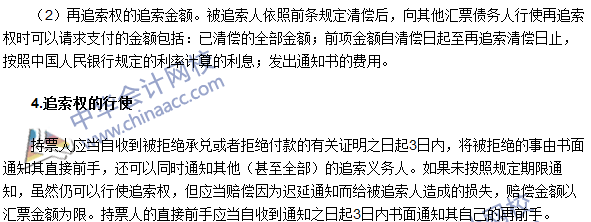 （2）再追索权的追索金额。被追索人依照前条规定清偿后，向其他汇票债务人行使再追索
权时可以请求支付的金额包括：已清偿的全部金额；前项金额自清偿日起至再追索清偿日止，
按照中国人民银行规定的利率计算的利息；发出通知书的费用。
4.追索权的行使
持票人应当自收到被拒绝承兑或者拒绝付款的有关证明之日起3日内，将被拒绝的事由书面
通知其直接前手，还可以同时通知其他（甚至全部）的追索义务人。如果未按照规定期限通
知，虽然仍可以行使追索权，但应当赔偿因为迟延通知而给被追索人造成的损失，赔偿金额以
汇票金额为限。持票人的直接前手应当自收到通知之日起3日内书面通知其自己的再前手。
中华会计网校
www.chinaacc.com